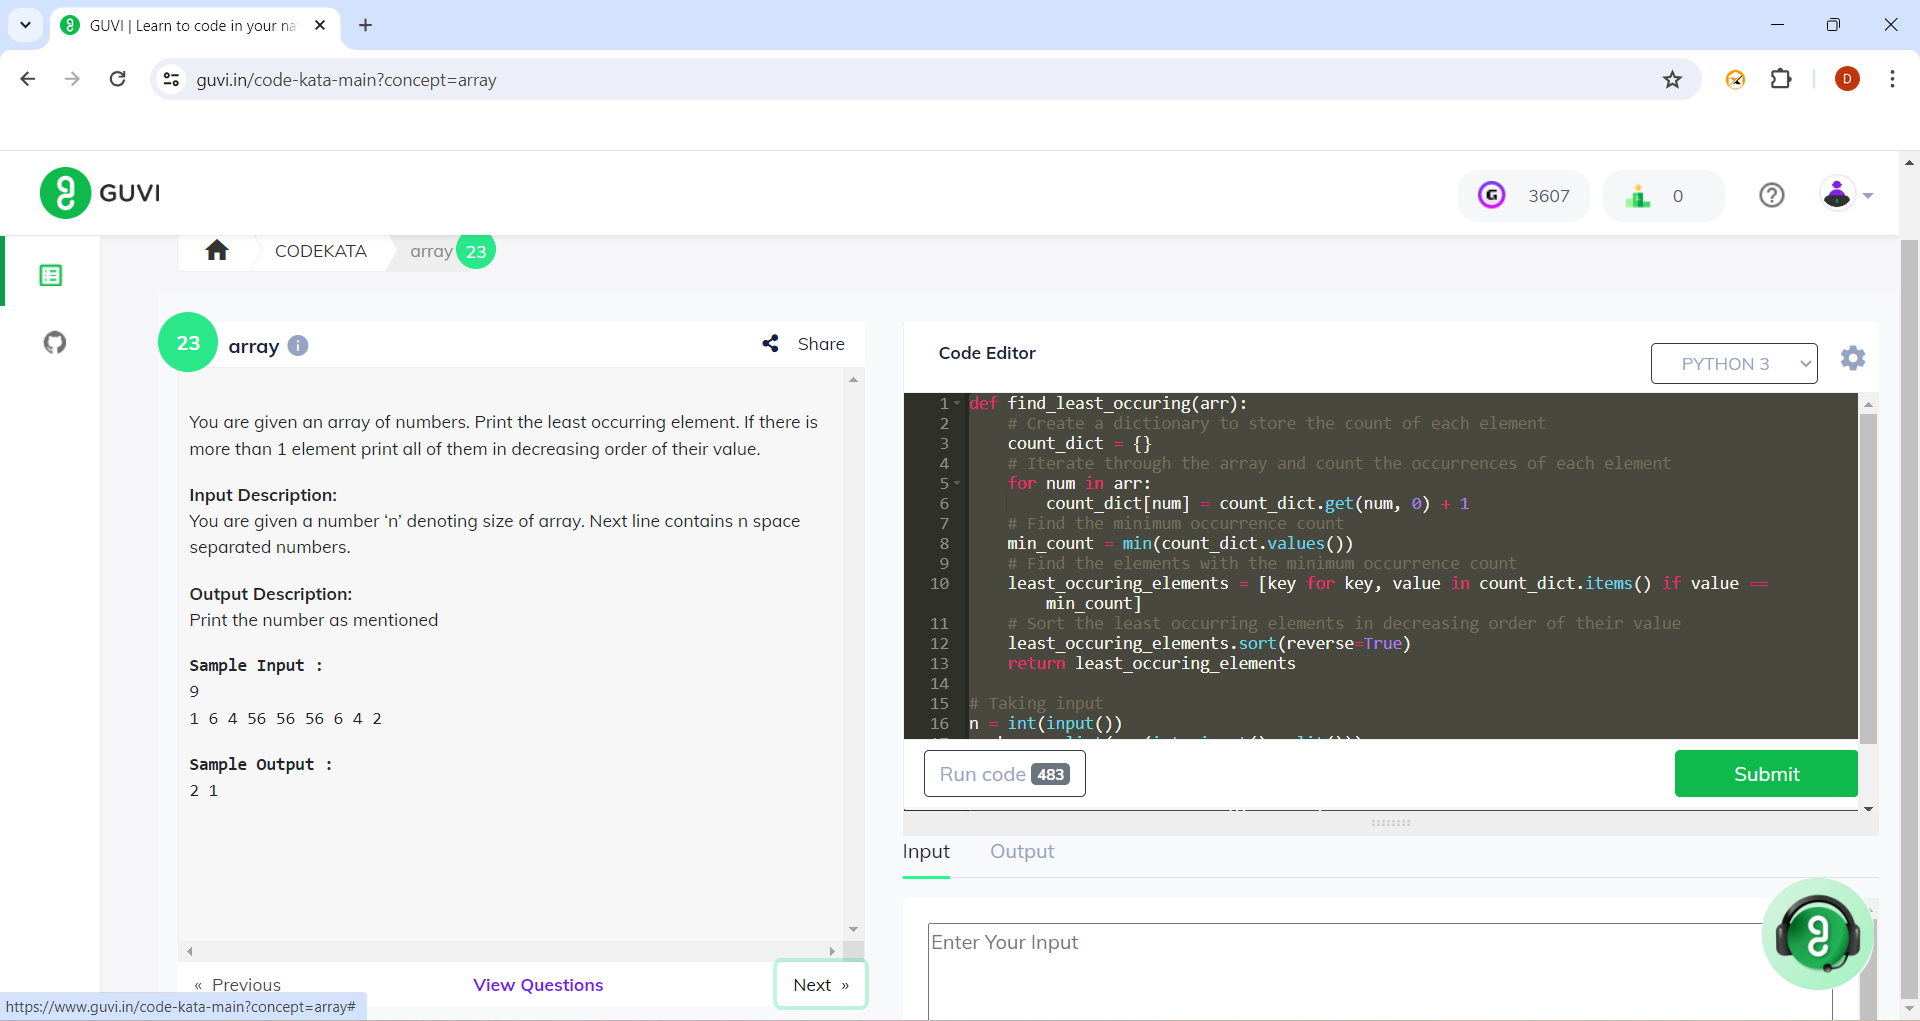 GUVI | Learn to code in your na
guvi.in/code-kata-main?concept=array
D
GUVI
G
3607
0
CODEKATA
array 23
23
array
Share
You are given an array of numbers. Print the least occurring element. If there is
more than 1 element print all of them in decreasing order of their value.
Input Description:
You are given a number ‘n’ denoting size of array. Next line contains n space
separated numbers.
Output Description:
Print the number as mentioned
Sample Input :
9
1 6 4 56 56 56 6 4 2
Sample Output :
2 1
« Previous
View Questions
Next »
https://www.guvi.in/code-kata-main?concept=array#
Code Editor
PYTHON 3
1 def find_least_occuring(arr):
2 # Create a dictionary to store the count of each element
3 count_dict = {}
4 # Iterate through the array and count the occurrences of each element
5 for num in arr:
6 count_dict[num] = count_dict.get(num, 0) + 1
7 # Find the minimum occurrence count
8 min_count = min(count_dict.values())
9 # Find the elements with the minimum occurrence count
10 least_occuring_elements = [key for key, value in count_dict.items() if value ==
min_count]
11 # Sort the least occurring elements in decreasing order of their value
12 least_occuring_elements.sort(reverse=True)
13 return least_occuring_elements
14
15 # Taking input
16 n = int(input())
Run code 483
Submit
Input
Output
Enter Your Input